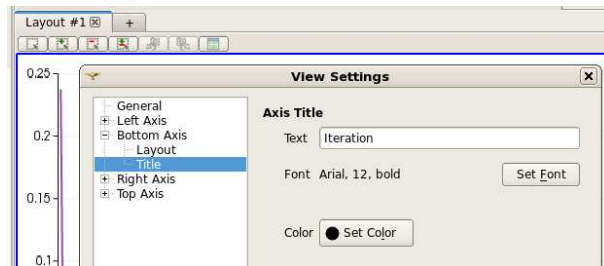 Layout #1
+
View Settings
0.25
0.2
0.15
0.1
General
Left Axis
Bottom Axis
Layout
Title
Right Axis
Top Axis
Axis Title
Text Iteration
Font Arial, 12, bold Set Font
Color Set Color